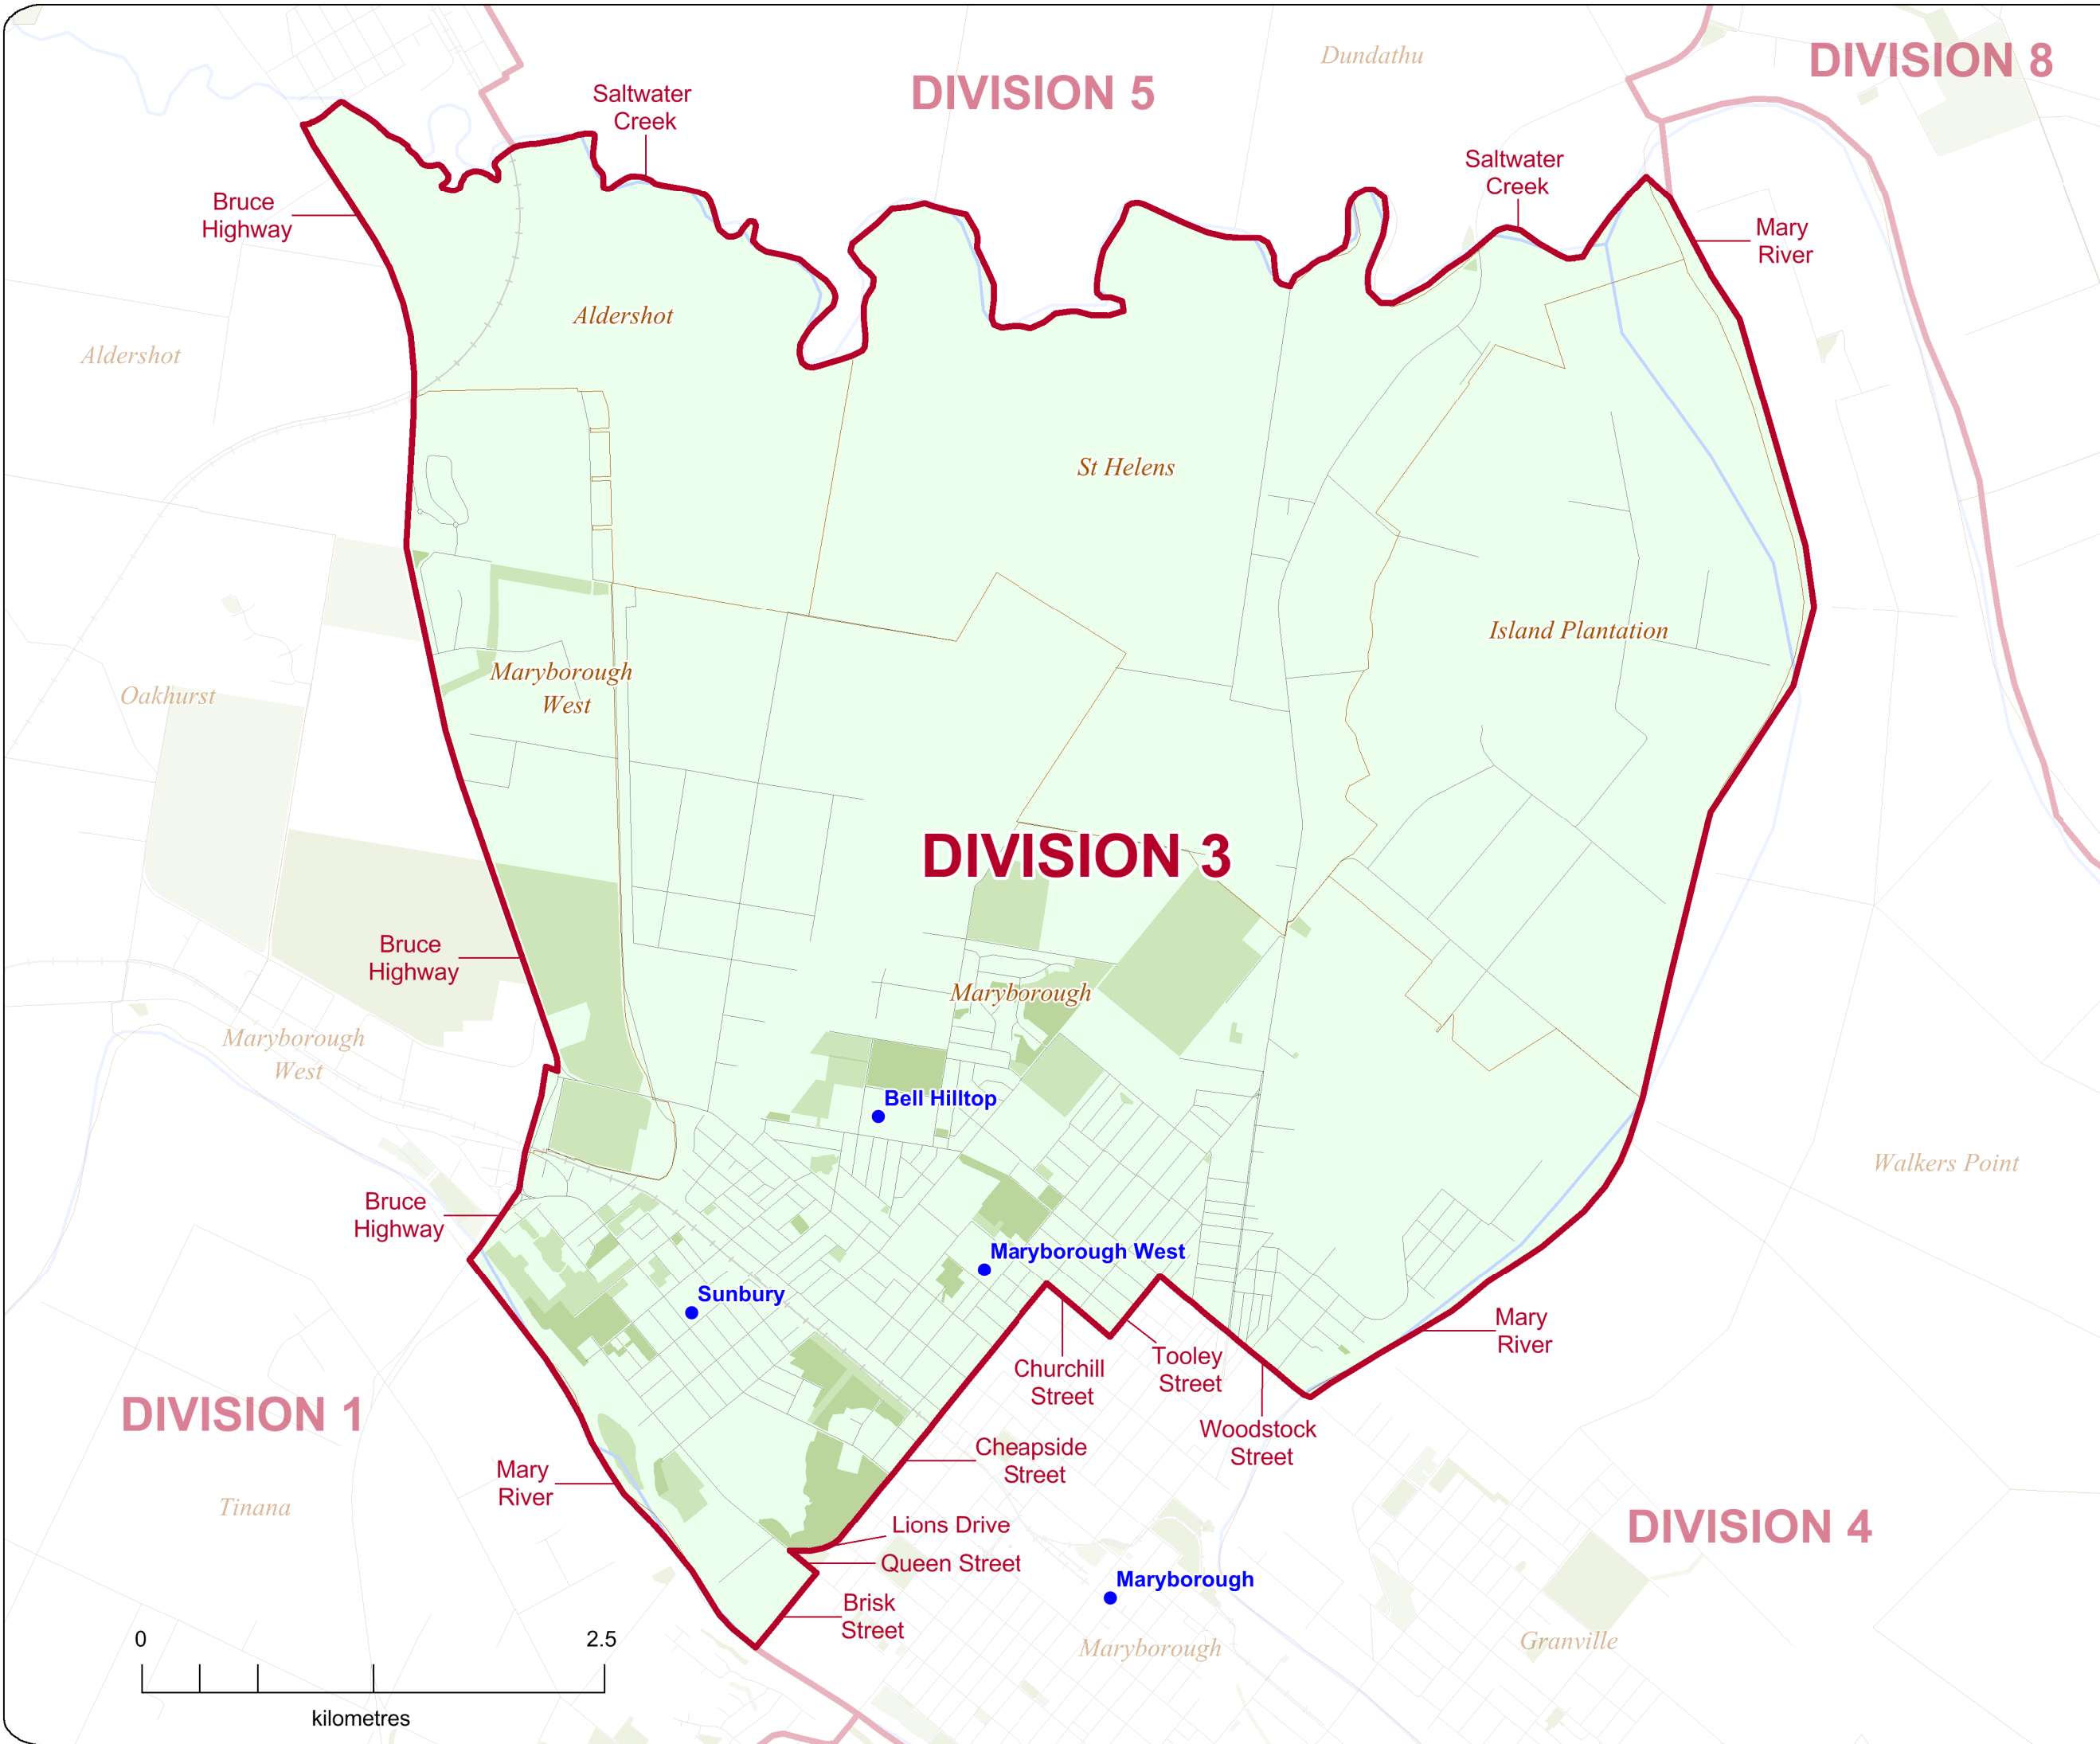 Dundathu
DIVISION 8
DIVISION 5
Saltwater
Creek
Saltwater
Creek
Bruce
Highway
Mary
River
Aldershot
Aldershot
St Helens
Island Plantation
Maryborough
West
Oakhurst
DIVISION 3
Bruce
Highway
Maryborough
Maryborough
West
Bell Hilltop
Walkers Point
Bruce
Highway
Maryborough West
Sunbury
Mary
River
Churchill
Street
Tooley
Street
DIVISION 1
Woodstock
Street
Cheapside
Street
Mary
River
Tinana
Lions Drive
DIVISION 4
Queen Street
Maryborough
Brisk
Street
Maryborough
Granville
0
2.5
kilometres